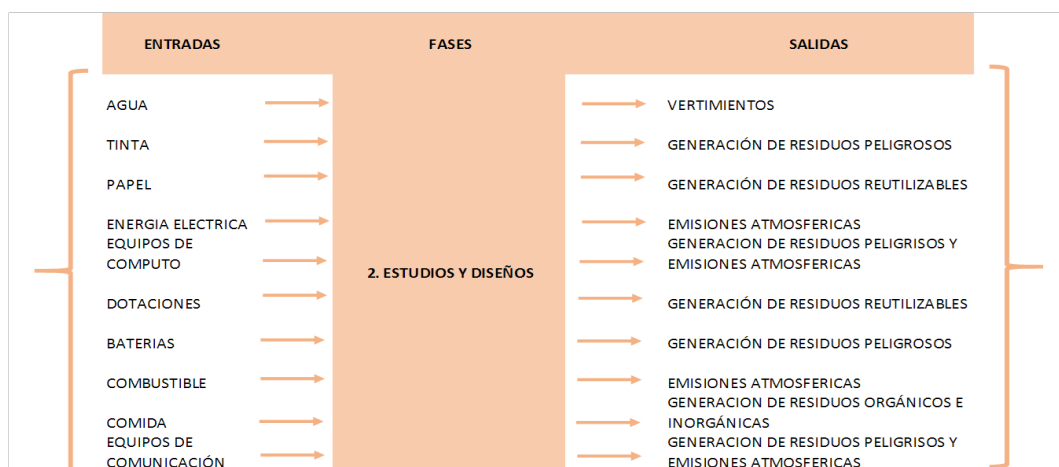 ENTRADAS FASES SALIDAS
AGUA VERTIMIENTOS
TINTA GENERACIÓN DE RESIDUOS PELIGROSOS
PAPEL GENERACIÓN DE RESIDUOS REUTILIZABLES
ENERGIA ELECTRICA EMISIONES ATMOSFERICAS
EQUIPOS DE GENERACION DE RESIDUOS PELIGRISOS Y
COMPUTO EMISIONES ATMOSFERICAS
2. ESTUDIOS Y DISEÑOS
DOTACIONES GENERACIÓN DE RESIDUOS REUTILIZABLES
BATERIAS GENERACIÓN DE RESIDUOS PELIGROSOS
COMBUSTIBLE EMISIONES ATMOSFERICAS
GENERACION DE RESIDUOS ORGÁNICOS E
COMIDA INORGÁNICAS
EQUIPOS DE GENERACION DE RESIDUOS PELIGRISOS Y
COMUNICACIÓN EMISIONES ATMOSFERICAS